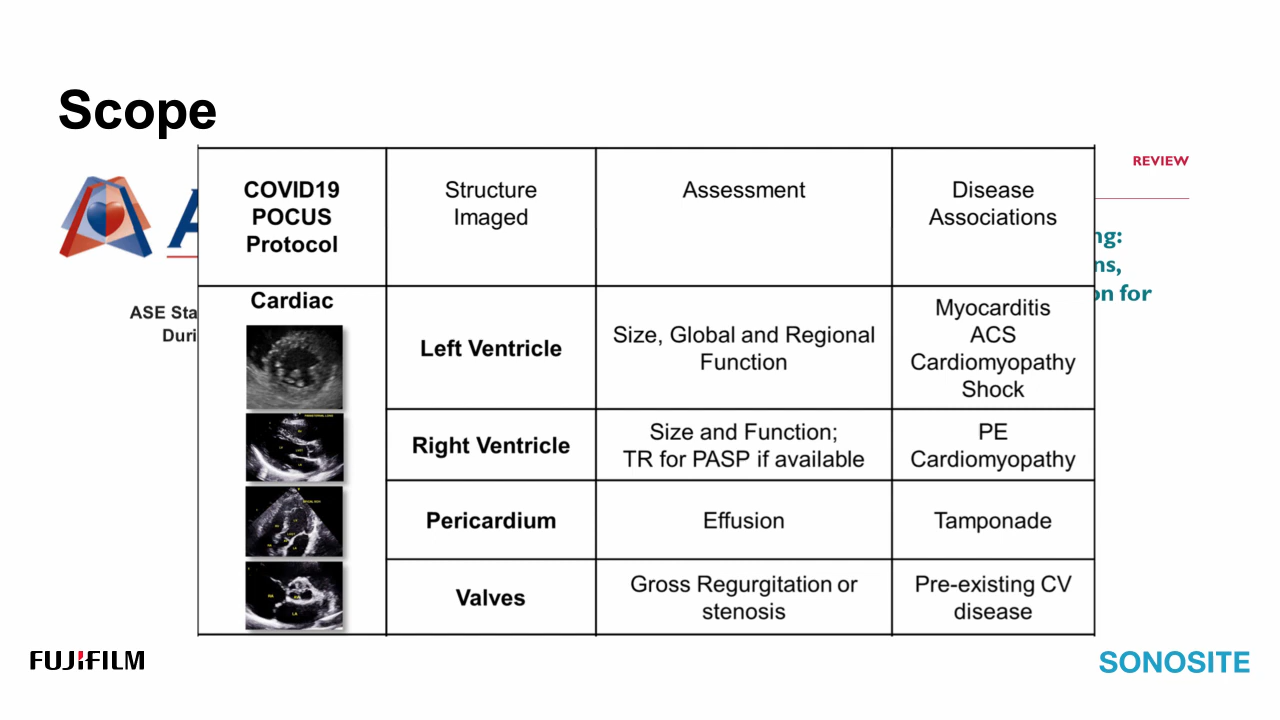 Scope
REVIEW
ng:
ns,
on for
A
ASE Sta
Duri
COVID19
POCUS
Protocol
Structure
Imaged
Assessment
Disease
Associations
Cardiac
Left Ventricle
Size, Global and Regional
Function
Myocarditis
ACS
Cardiomyopathy
Shock
Right Ventricle
Size and Function;
TR for PASP if available
PE
Cardiomyopathy
Pericardium
Effusion
Tamponade
Valves
Gross Regurgitation or
stenosis
Pre-existing CV
disease
FUJIFILM
SONOSITE